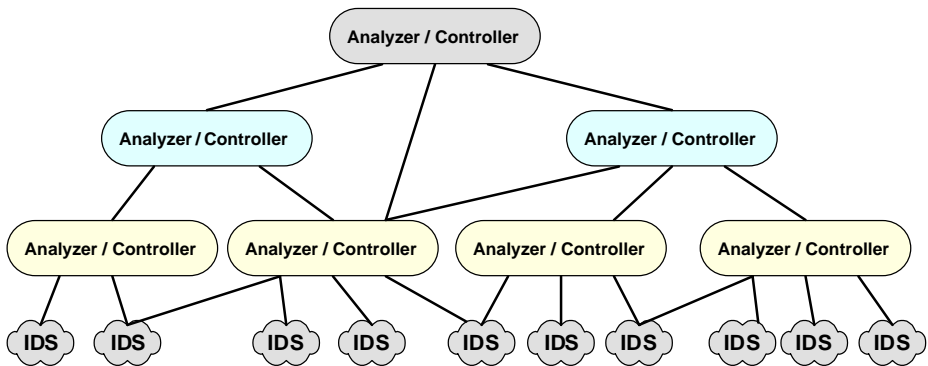 Analyzer / Controller
Analyzer / Controller
Analyzer / Controller
Analyzer / Controller
Analyzer / Controller
Analyzer / Controller
Analyzer / Controller
IDS
IDS
IDS
IDS
IDS
IDS
IDS
IDS
IDS
IDS